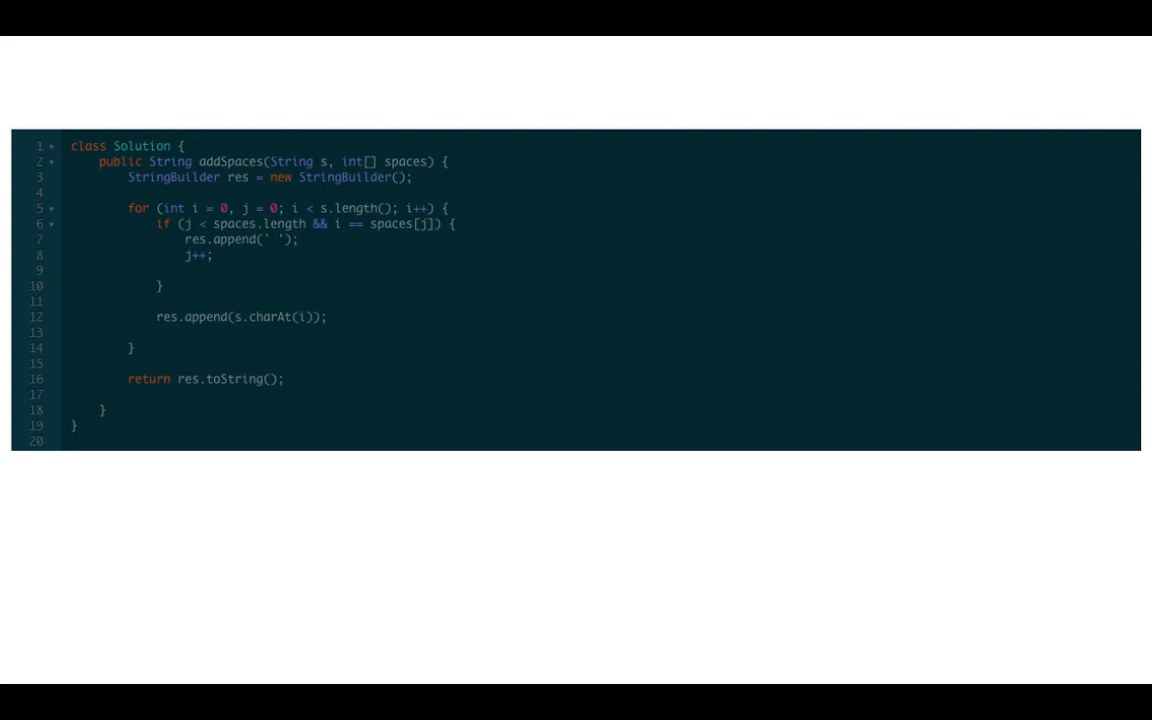 1 class Solution {
2 public String addSpaces(String s, int[] spaces) {
3 StringBuilder res = new StringBuilder();
4
5 for (int i = 0, j = 0; i < s.length(); i++) {
6 if (j < spaces.length && i == spaces[j]) {
7 res.append(' ');
8 j++;
9
10 }
11
12 res.append(s.charAt(i));
13
14 }
15
16 return res.toString();
17
18 }
19 }
20